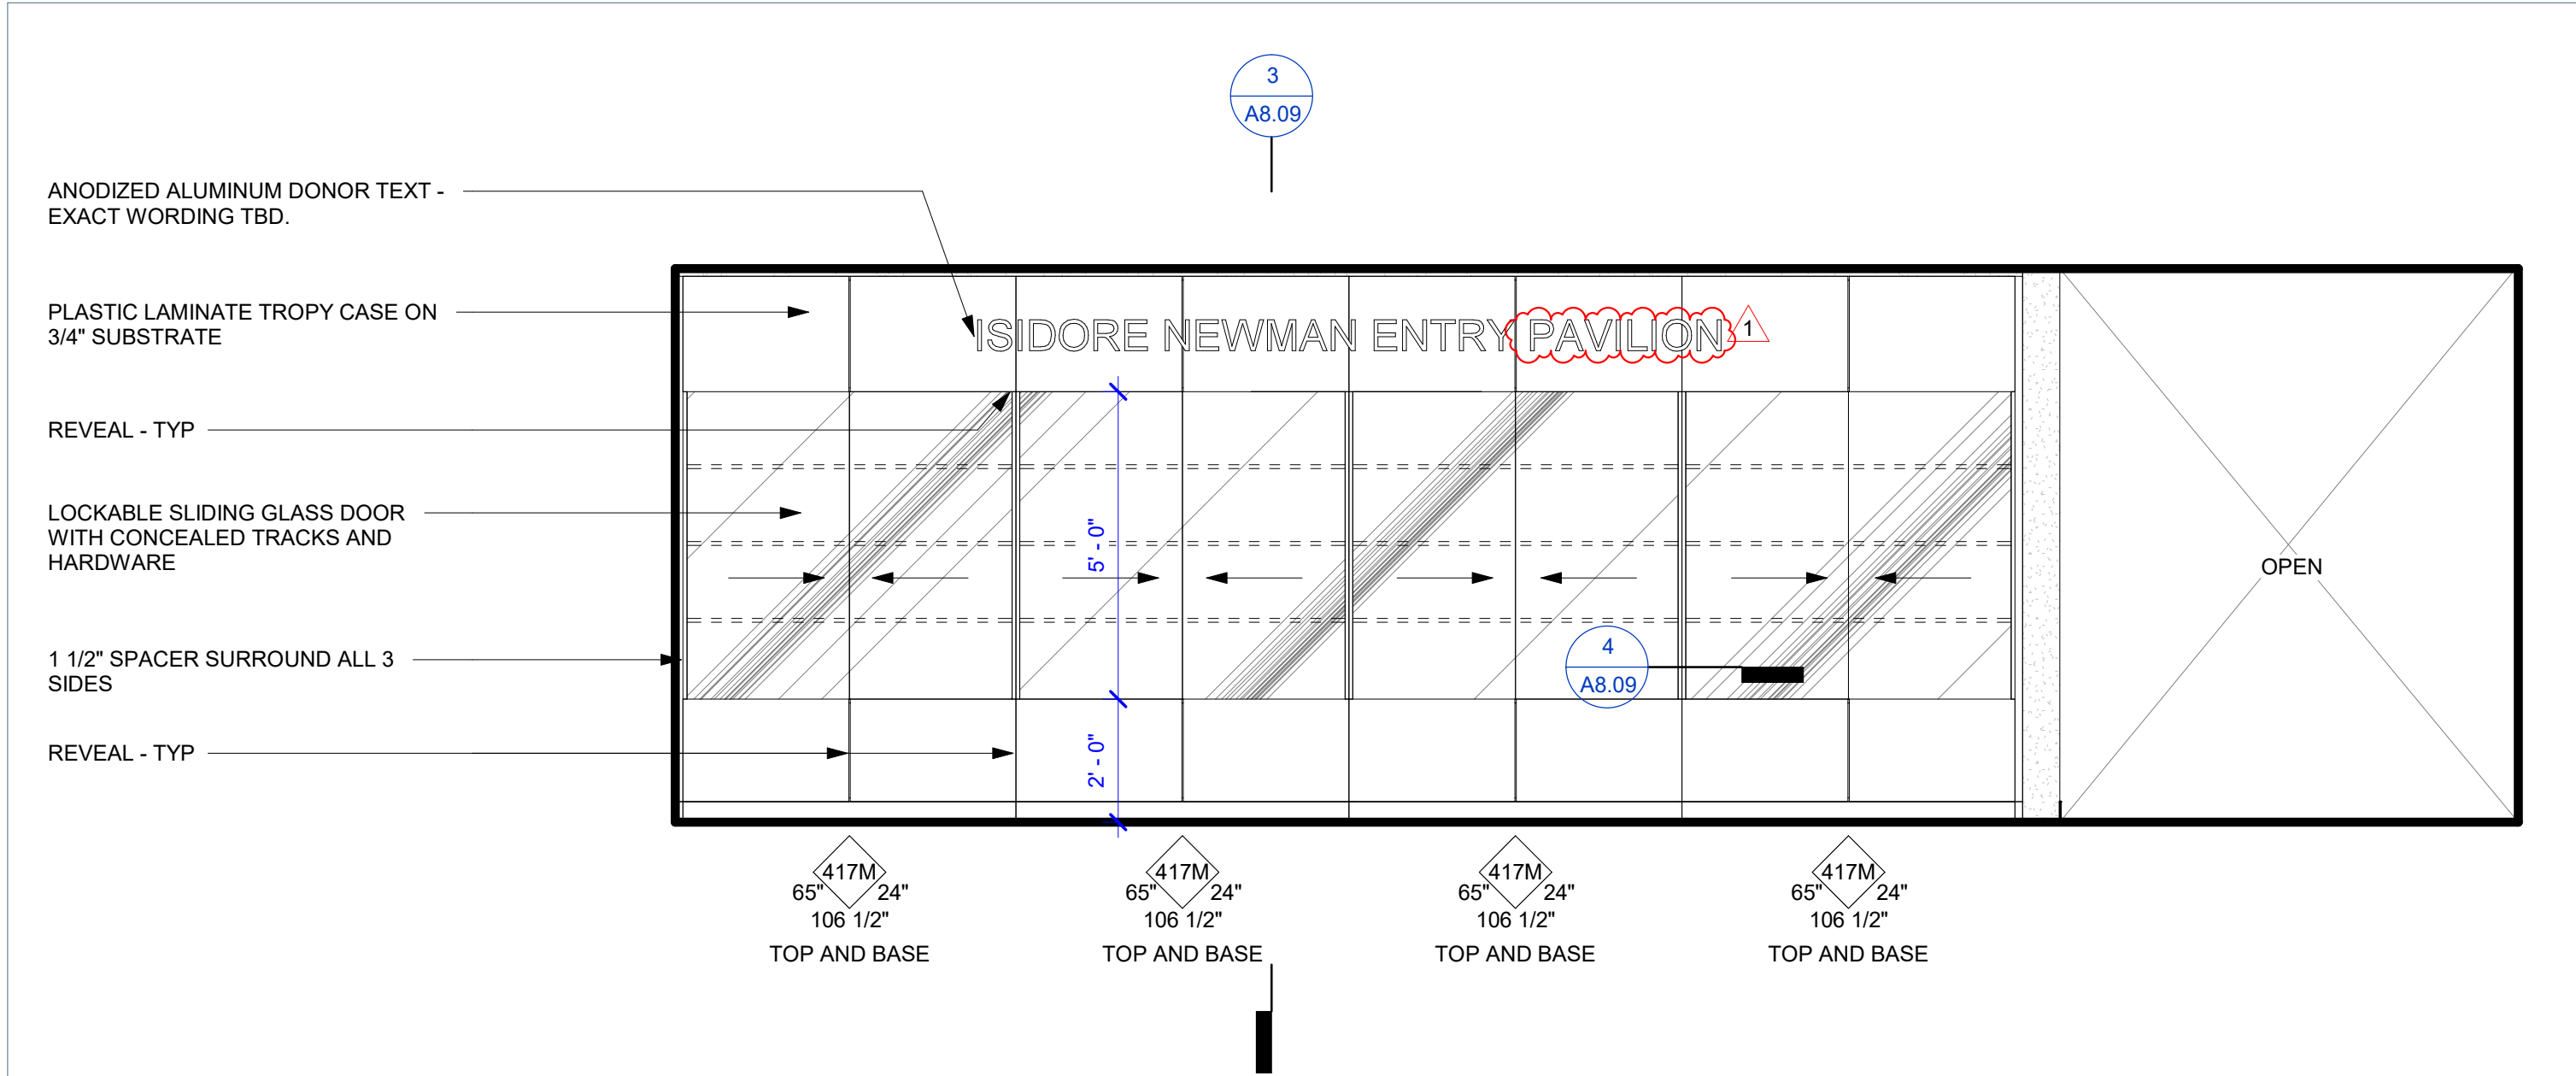 3
A8.09
ANODIZED ALUMINUM DONOR TEXT -
EXACT WORDING TBD.
PLASTIC LAMINATE TROPY CASE ON
3/4" SUBSTRATE
ISIDORE NEWMAN ENTRY PAVILION
1
REVEAL - TYP
LOCKABLE SLIDING GLASS DOOR
WITH CONCEALED TRACKS AND
HARDWARE
5' - 0"
OPEN
1 1/2" SPACER SURROUND ALL 3
SIDES
4
A8.09
REVEAL - TYP
2' - 0"
417M
65" 24"
106 1/2"
TOP AND BASE
417M
65" 24"
106 1/2"
TOP AND BASE
417M
65" 24"
106 1/2"
TOP AND BASE
417M
65" 24"
106 1/2"
TOP AND BASE